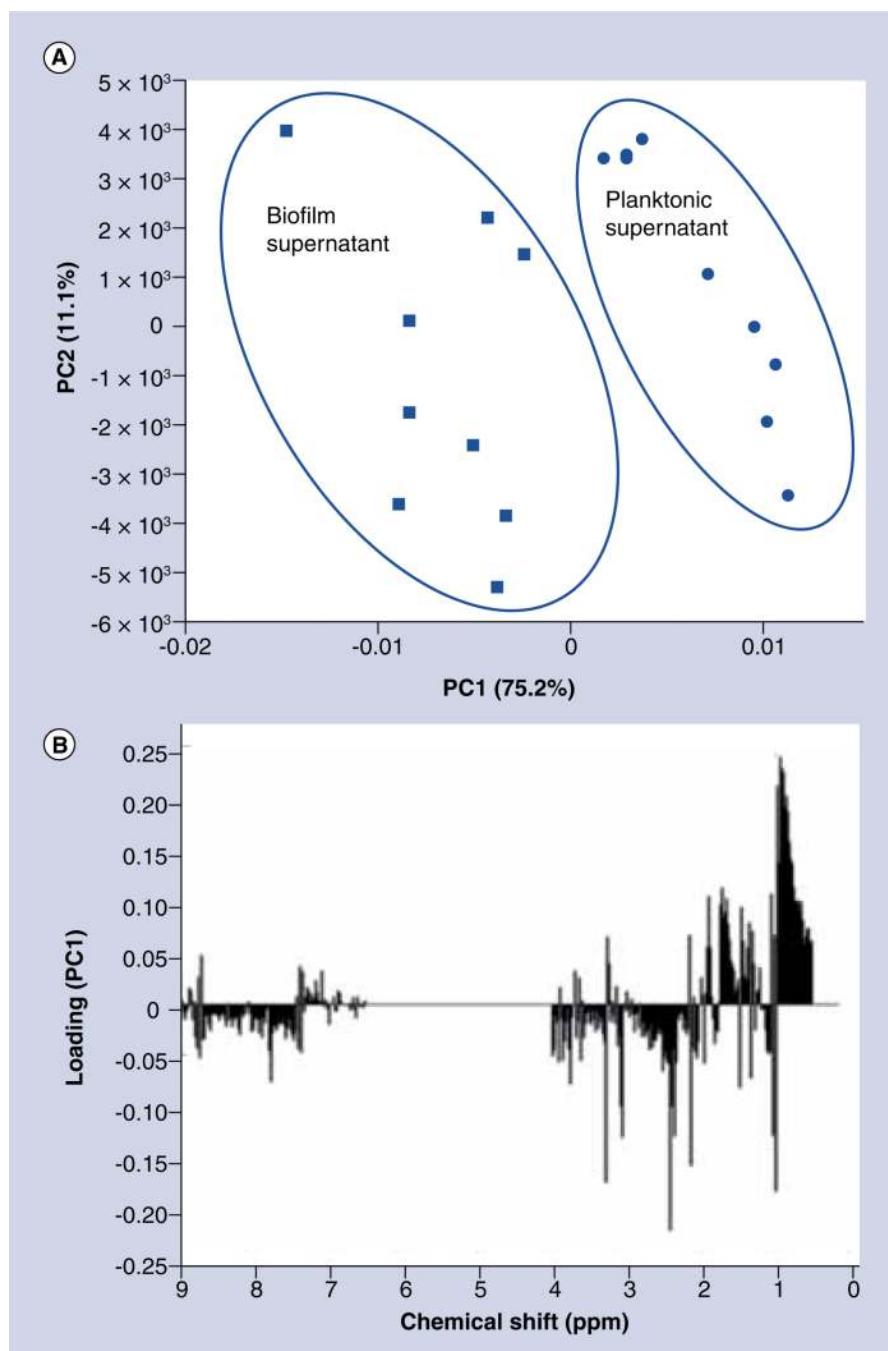 A
5 × 10³
4 × 10³
3 × 10³
2 × 10³
1 × 10³
0
-1 × 10³
-2 × 10³
-3 × 10³
-4 × 10³
-5 × 10³
-6 × 10³
PC2 (11.1%)
Biofilm
supernatant
Planktonic
supernatant
-0.02 -0.01 0 0.01
PC1 (75.2%)
B
0.25
0.20
0.15
0.10
0.05
0
-0.05
-0.10
-0.15
-0.20
-0.25
Loading (PC1)
9 8 7 6 5 4 3 2 1 0
Chemical shift (ppm)